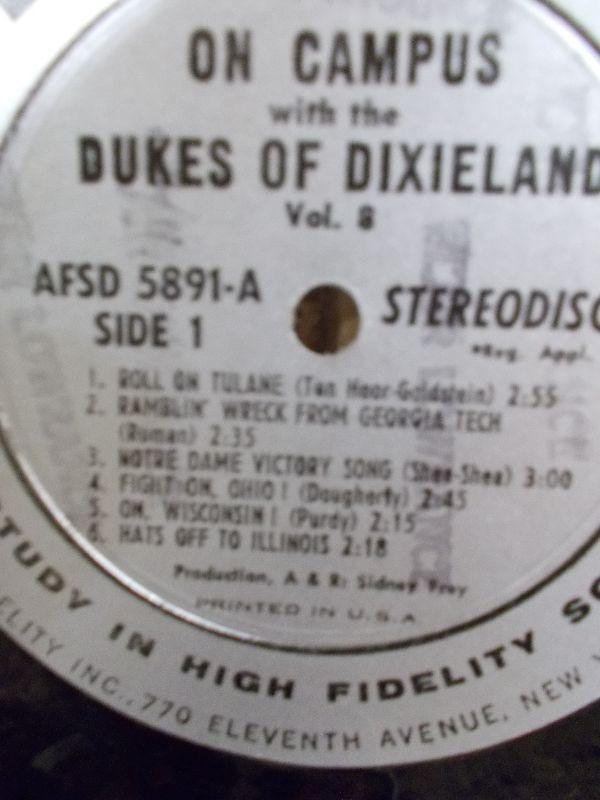 ON CAMPUS
with the
DUKES OF DIXIELAND
Vol. 8
AFSD 5891-A
SIDE 1
STEREODISC
*Reg. Appl.
1. ROLL ON TULANE (Ten Hoor-Goldstein) 2:55
2. RAMBLIN' WRECK FROM GEORGIA TECH
(Roman) 2:35
3. NOTRE DAME VICTORY SONG (Shea-Shea) 3:00
4. FIGHT ON, OHIO! (Dougherty) 2:45
5. ON, WISCONSIN! (Purdy) 2:15
6. HATS OFF TO ILLINOIS 2:18
Production, A & R: Sidney Frey
PRINTED IN U.S.A.
STUDY IN HIGH FIDELITY SO
ELITY INC., 770 ELEVENTH AVENUE, NEW